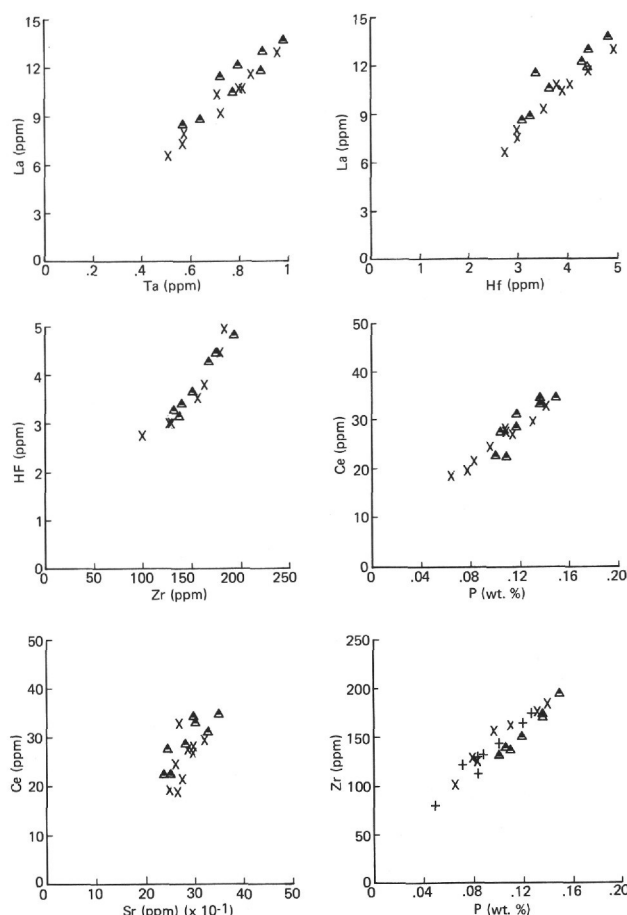 15
12
9
6
3
0
La (ppm)
0 .2 .4 .6 .8 1
Ta (ppm)
15
12
9
6
3
0
La (ppm)
0 1 2 3 4 5
Hf (ppm)
5
4
3
2
1
0
HF (ppm)
0 50 100 150 200 250
Zr (ppm)
50
40
30
20
10
0
Ce (ppm)
0 .04 .08 .12 .16 .20
P (wt. %)
50
40
30
20
10
0
Ce (ppm)
0 10 20 30 40 50
Sr (ppm) (x 10-1)
250
200
150
100
50
0
Zr (ppm)
0 .04 .08 .12 .16 .20
P (wt. %)